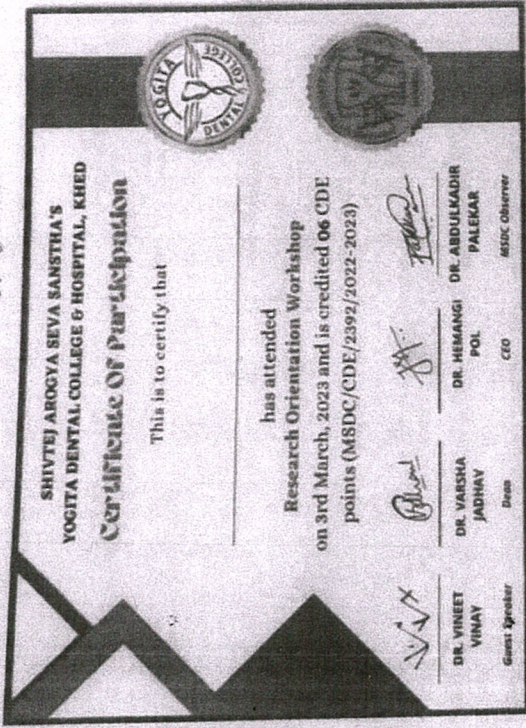 SHIVTEJ AROGYA SEVA SANSTHA'S
YOGITA DENTAL COLLEGE & HOSPITAL, KHED
Certificate Of Participation
This is to certify that
has attended
Research Orientation Workshop
on 3rd March, 2023 and is credited 06 CDE
points (MSDC/CDE/2392/2022-2023)
DR. VINEET
VINAY
Guest Speaker
DR. VARSHA
JADHAV
Dean
DR. HEMANGI
POL
CEO
DR. ABDULKADIR
PALEKAR
MSDC Observer
YOGITA
DENTAL COLLEGE